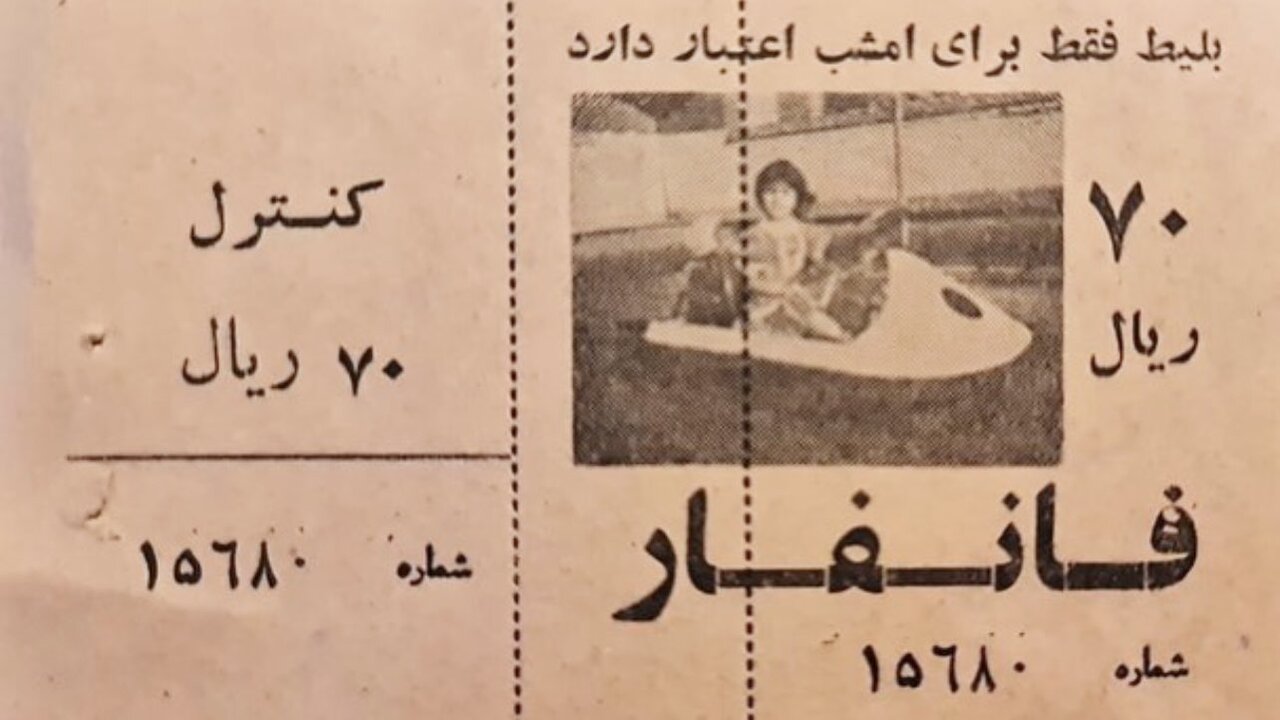 بلیط فقط برای امشب اعتبار دارد
۷۰
ریال
فانفار
شماره ۱۵۶۸۰
کنترل
۷۰ ریال
شماره ۱۵۶۸۰